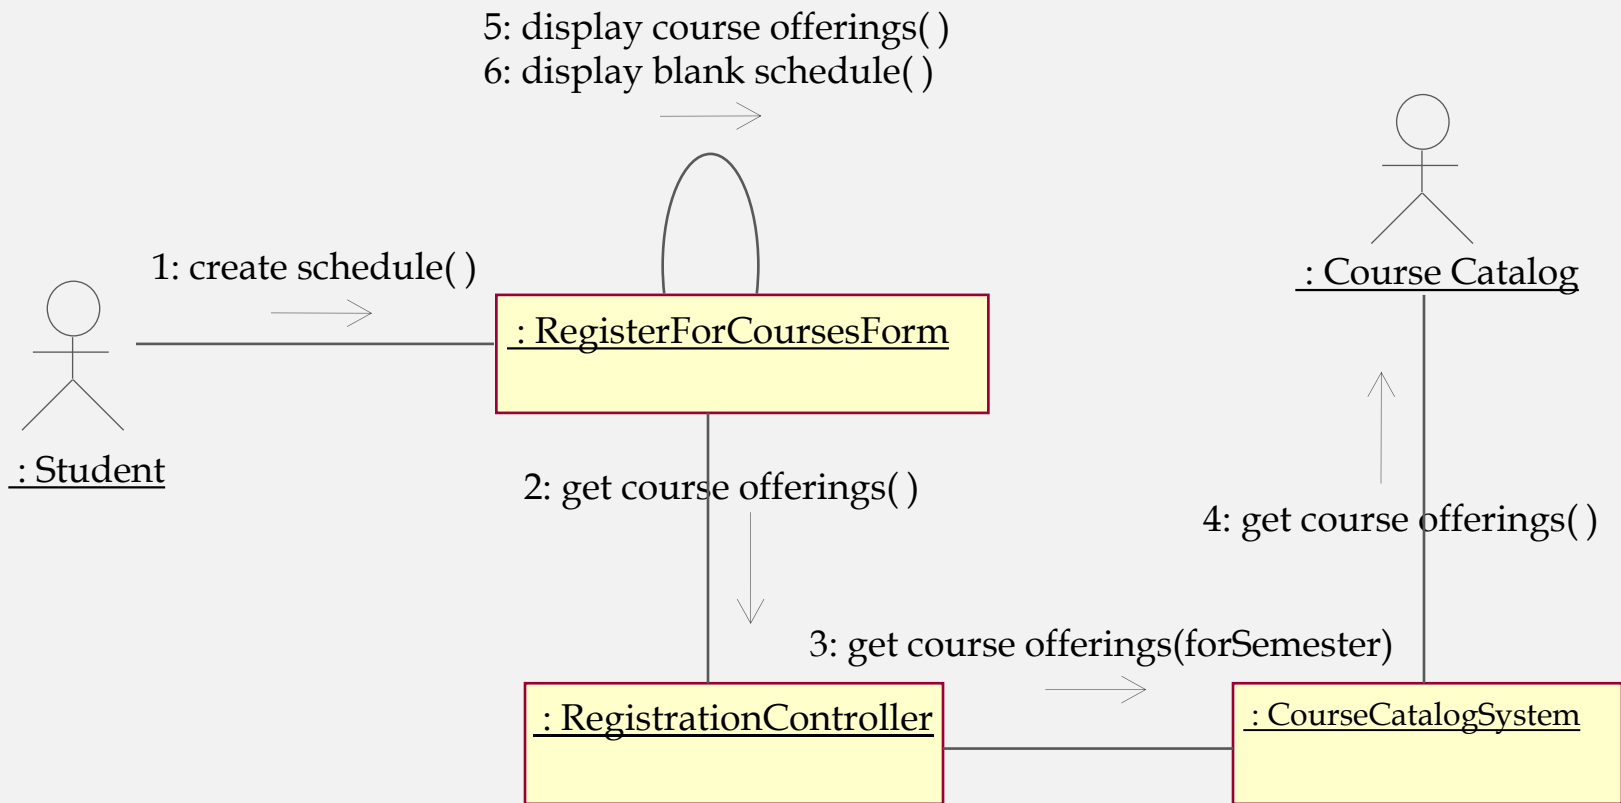 5: display course offerings( )
6: display blank schedule( )
1: create schedule( )
: Course Catalog
: RegisterForCoursesForm
: Student
2: get course offerings( )
4: get course offerings( )
3: get course offerings(forSemester)
: RegistrationController
: CourseCatalogSystem